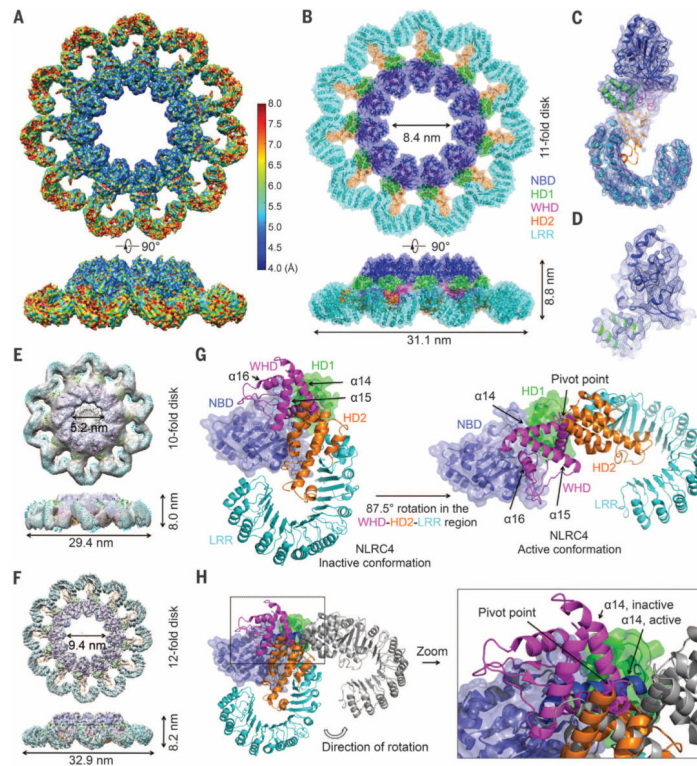 A
8.0
7.5
7.0
6.5
6.0
5.5
5.0
4.5
4.0 (Å)
90°
B
8.4 nm
11-fold disk
NBD
HD1
WHD
HD2
LRR
90°
8.8 nm
31.1 nm
C
D
E
5.2 nm
10-fold disk
8.0 nm
29.4 nm
F
9.4 nm
12-fold disk
8.2 nm
32.9 nm
G
WHD
HD1
α16
α14
α15
NBD
HD2
LRR
NLRC4
Inactive conformation
87.5° rotation in the
WHD-HD2-LRR region
Pivot point
HD1
α14
NBD
HD2
WHD
α16
α15
LRR
NLRC4
Active conformation
H
Direction of rotation
Zoom
Pivot point
α14, inactive
α14, active